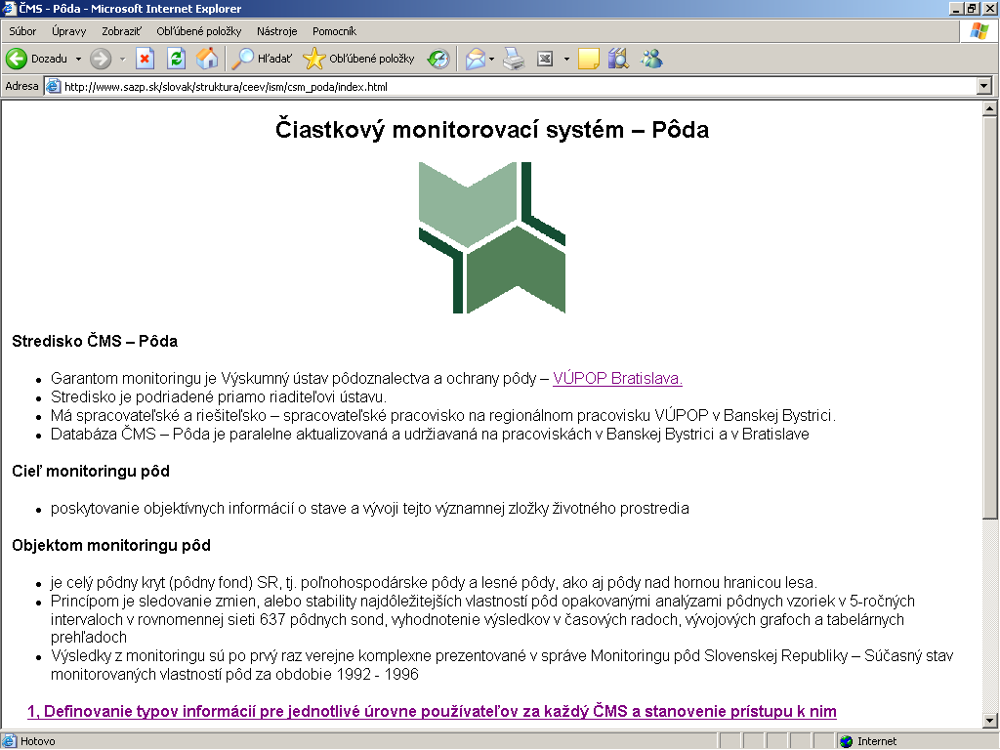 ČMS - Pôda - Microsoft Internet Explorer
Súbor Úpravy Zobraziť Obľúbené položky Nástroje Pomocník
Dozadu Hľadať Obľúbené položky
Adresa http://www.sazp.sk/slovak/struktura/ceev/ism/csm_poda/index.html
Čiastkový monitorovací systém – Pôda
Stredisko ČMS – Pôda
Garantom monitoringu je Výskumný ústav pôdoznalectva a ochrany pôdy – VÚPOP Bratislava.
Stredisko je podriadené priamo riaditeľovi ústavu.
Má spracovateľské a riešiteľsko – spracovateľské pracovisko na regionálnom pracovisku VÚPOP v Banskej Bystrici.
Databáza ČMS – Pôda je paralelne aktualizovaná a udržiavaná na pracoviskách v Banskej Bystrici a v Bratislave
Cieľ monitoringu pôd
poskytovanie objektívnych informácií o stave a vývoji tejto významnej zložky životného prostredia
Objektom monitoringu pôd
je celý pôdny kryt (pôdny fond) SR, tj. poľnohospodárske pôdy a lesné pôdy, ako aj pôdy nad hornou hranicou lesa.
Princípom je sledovanie zmien, alebo stability najdôležitejších vlastností pôd opakovanými analýzami pôdnych vzoriek v 5-ročných
intervaloch v rovnomennej sieti 637 pôdnych sond, vyhodnotenie výsledkov v časových radoch, vývojových grafoch a tabelárnych
prehľadoch
Výsledky z monitoringu sú po prvý raz verejne komplexne prezentované v správe Monitoringu pôd Slovenskej Republiky – Súčasný stav
monitorovaných vlastností pôd za obdobie 1992 - 1996
1, Definovanie typov informácií pre jednotlivé úrovne používateľov za každý ČMS a stanovenie prístupu k nim
Hotovo Internet